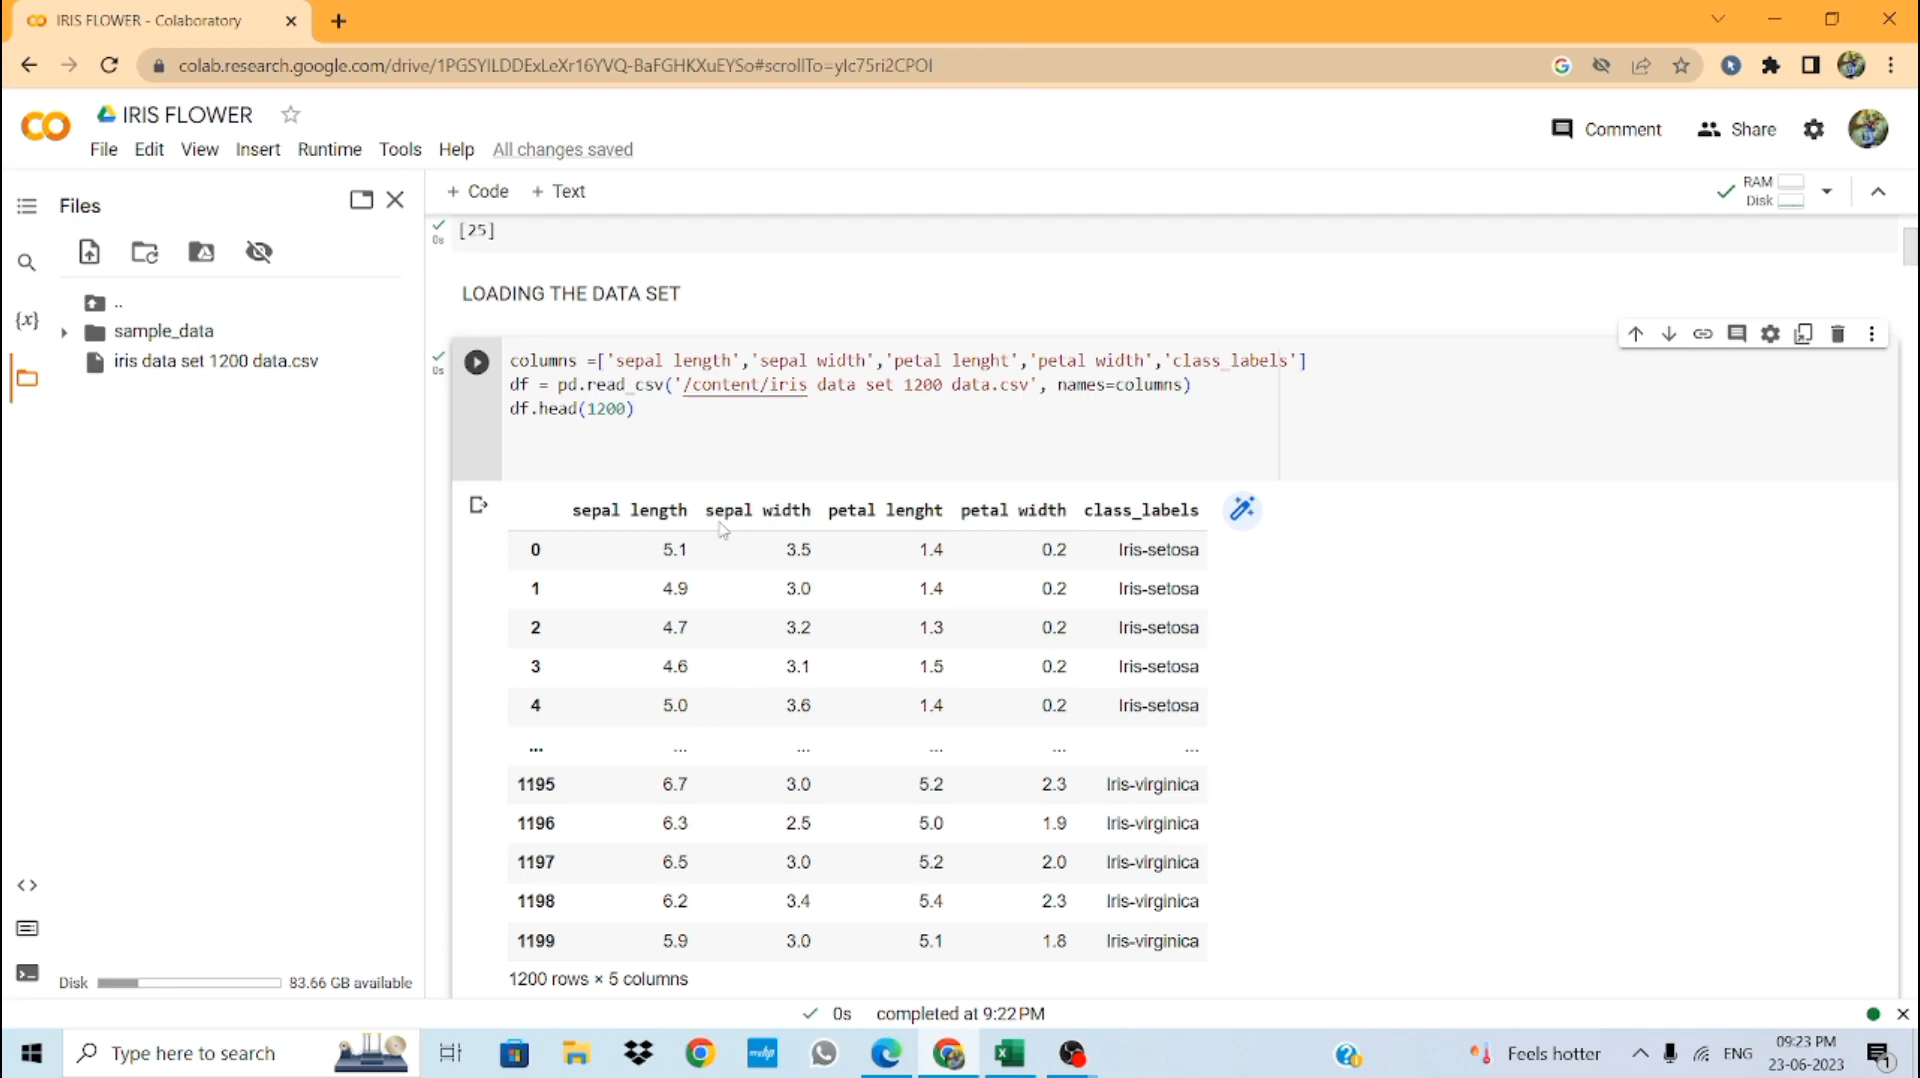 IRIS FLOWER - Colaboratory
colab.research.google.com/drive/1PGSYILDDExLeXr16YVQ-BaFGHKXuEYSo#scrollTo=ylc75ri2CPOI
IRIS FLOWER
Comment
Share
File Edit View Insert Runtime Tools Help All changes saved
Files
+ Code + Text
RAM
Disk
0s [25]
..
sample_data
iris data set 1200 data.csv
{x}
LOADING THE DATA SET
0s
columns =['sepal length','sepal width','petal lenght','petal width','class_labels']
df = pd.read_csv('/content/iris data set 1200 data.csv', names=columns)
df.head(1200)
sepal length sepal width petal lenght petal width class_labels
0 5.1 3.5 1.4 0.2 Iris-setosa
1 4.9 3.0 1.4 0.2 Iris-setosa
2 4.7 3.2 1.3 0.2 Iris-setosa
3 4.6 3.1 1.5 0.2 Iris-setosa
4 5.0 3.6 1.4 0.2 Iris-setosa
... ... ... ... ... ...
1195 6.7 3.0 5.2 2.3 Iris-virginica
1196 6.3 2.5 5.0 1.9 Iris-virginica
1197 6.5 3.0 5.2 2.0 Iris-virginica
1198 6.2 3.4 5.4 2.3 Iris-virginica
1199 5.9 3.0 5.1 1.8 Iris-virginica
1200 rows × 5 columns
Disk 83.66 GB available
0s completed at 9:22 PM
Type here to search
myhp
Feels hotter
ENG
09:23 PM
23-06-2023
1